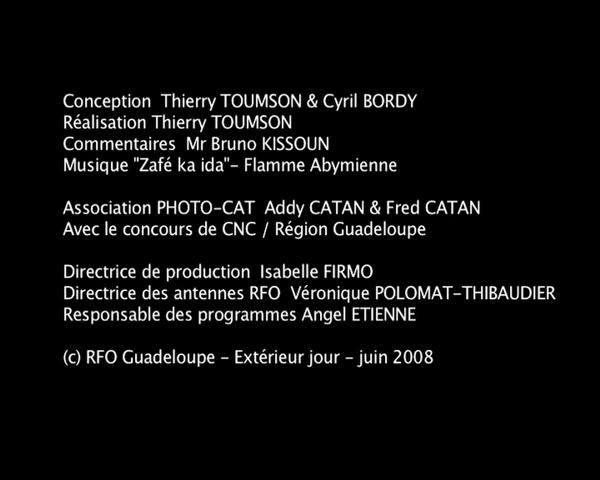 Conception  Thierry TOUMSON & Cyril BORDY
Réalisation Thierry TOUMSON
Commentaires  Mr Bruno KISSOUN
Musique "Zafé ka ida"- Flamme Abymienne
Association PHOTO-CAT  Addy CATAN & Fred CATAN
Avec le concours de CNC / Région Guadeloupe
Directrice de production  Isabelle FIRMO
Directrice des antennes RFO  Véronique POLOMAT-THIBAUDIER
Responsable des programmes Angel ETIENNE
(c) RFO Guadeloupe - Extérieur jour - juin 2008